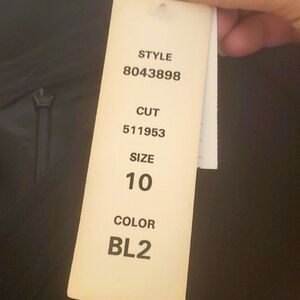 STYLE
8043898
CUT
511953
SIZE
10
COLOR
BL2